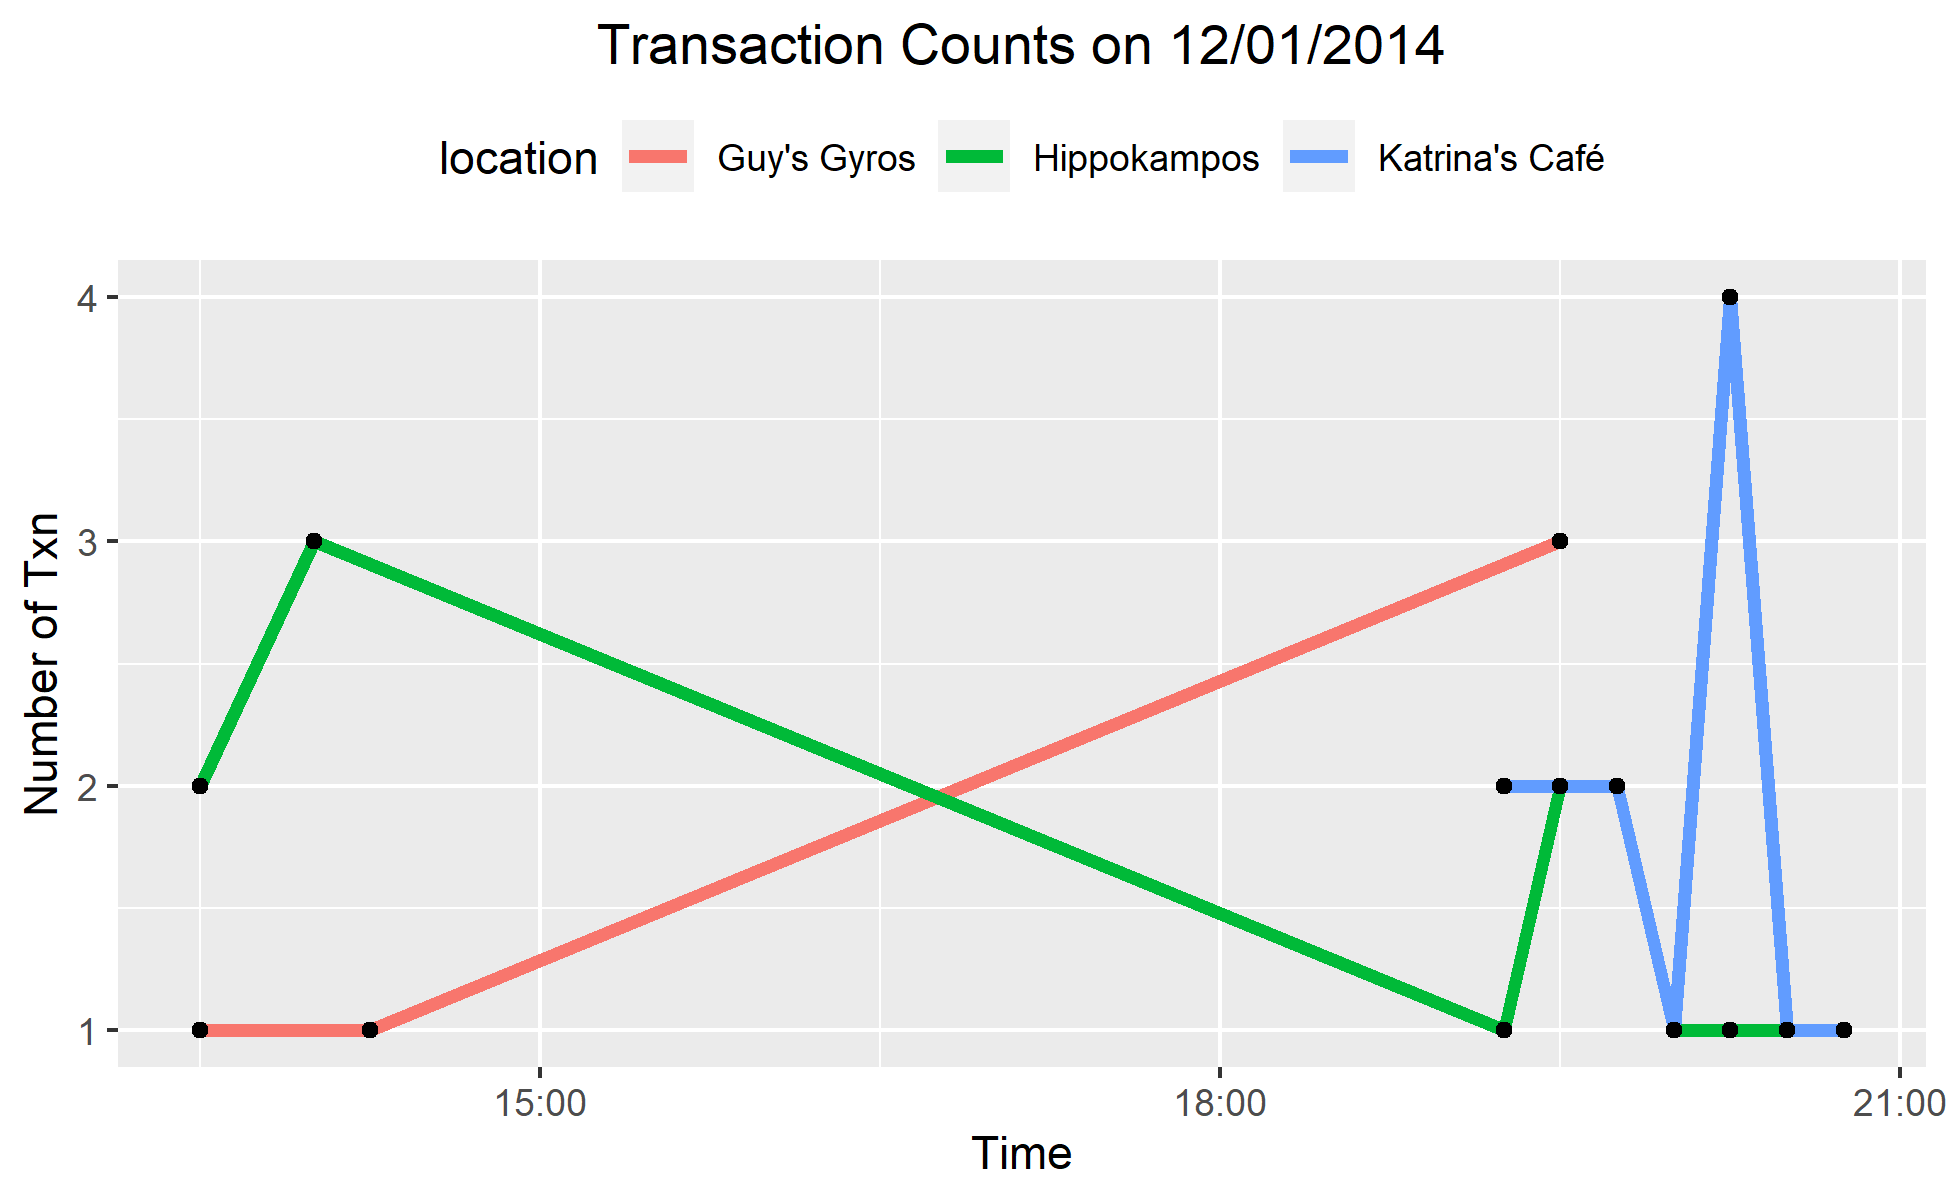 Transaction Counts on 12/01/2014
location Guy's Gyros Hippokampos Katrina's Café
4
3
2
1
Number of Txn
15:00 18:00 21:00
Time